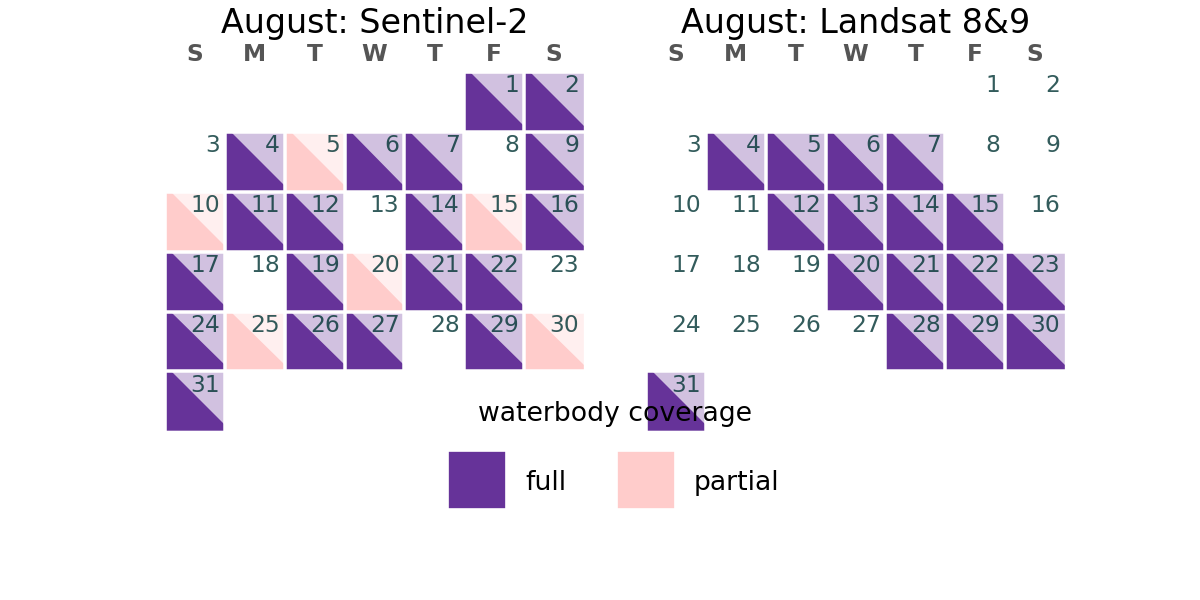 August: Sentinel-2
S M T W T F S
1 2
3 4 5 6 7 8 9
10 11 12 13 14 15 16
17 18 19 20 21 22 23
24 25 26 27 28 29 30
31
August: Landsat 8&9
S M T W T F S
1 2
3 4 5 6 7 8 9
10 11 12 13 14 15 16
17 18 19 20 21 22 23
24 25 26 27 28 29 30
31
waterbody coverage
full
partial